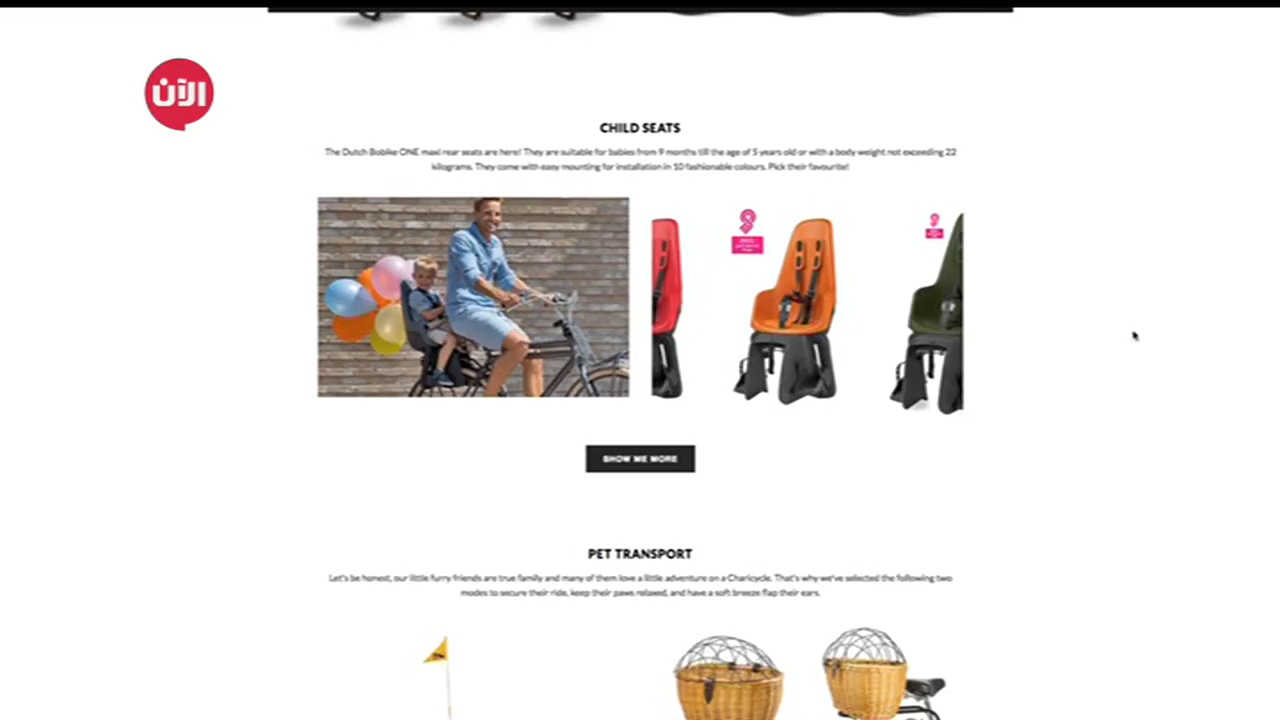 الآن
CHILD SEATS
The Dutch Bobike ONE maxi rear seats are here! They are suitable for babies from 9 months till the age of 5 years old or with a body weight not exceeding 22
kilograms. They come with easy mounting for installation in 10 fashionable colours. Pick their favourite!
SHOW ME MORE
PET TRANSPORT
Let's be honest, our little furry friends are true family and many of them love a little adventure on a Charicycle. That's why we've selected the following two
modes to secure their ride, keep their paws relaxed, and have a soft breeze flap their ears.